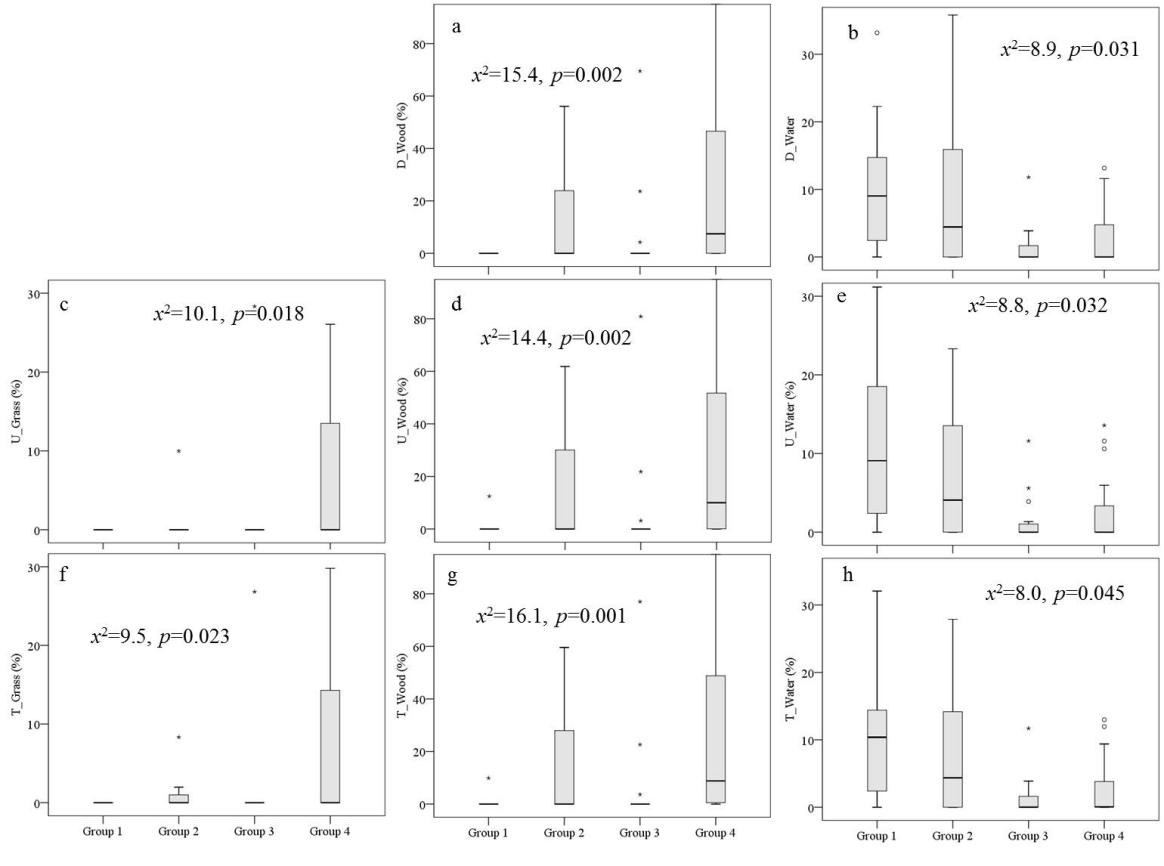 a
x²=15.4, p=0.002
D_Wood (%)
80
60
40
20
0
b
x²=8.9, p=0.031
D_Water
30
20
10
0
c
x²=10.1, p=0.018
U_Grass (%)
30
20
10
0
d
x²=14.4, p=0.002
U_Wood (%)
80
60
40
20
0
e
x²=8.8, p=0.032
U_Water (%)
30
20
10
0
f
x²=9.5, p=0.023
T_Grass (%)
30
20
10
0
Group 1 Group 2 Group 3 Group 4
g
x²=16.1, p=0.001
T_Wood (%)
80
60
40
20
0
Group 1 Group 2 Group 3 Group 4
h
x²=8.0, p=0.045
T_Water (%)
30
20
10
0
Group 1 Group 2 Group 3 Group 4